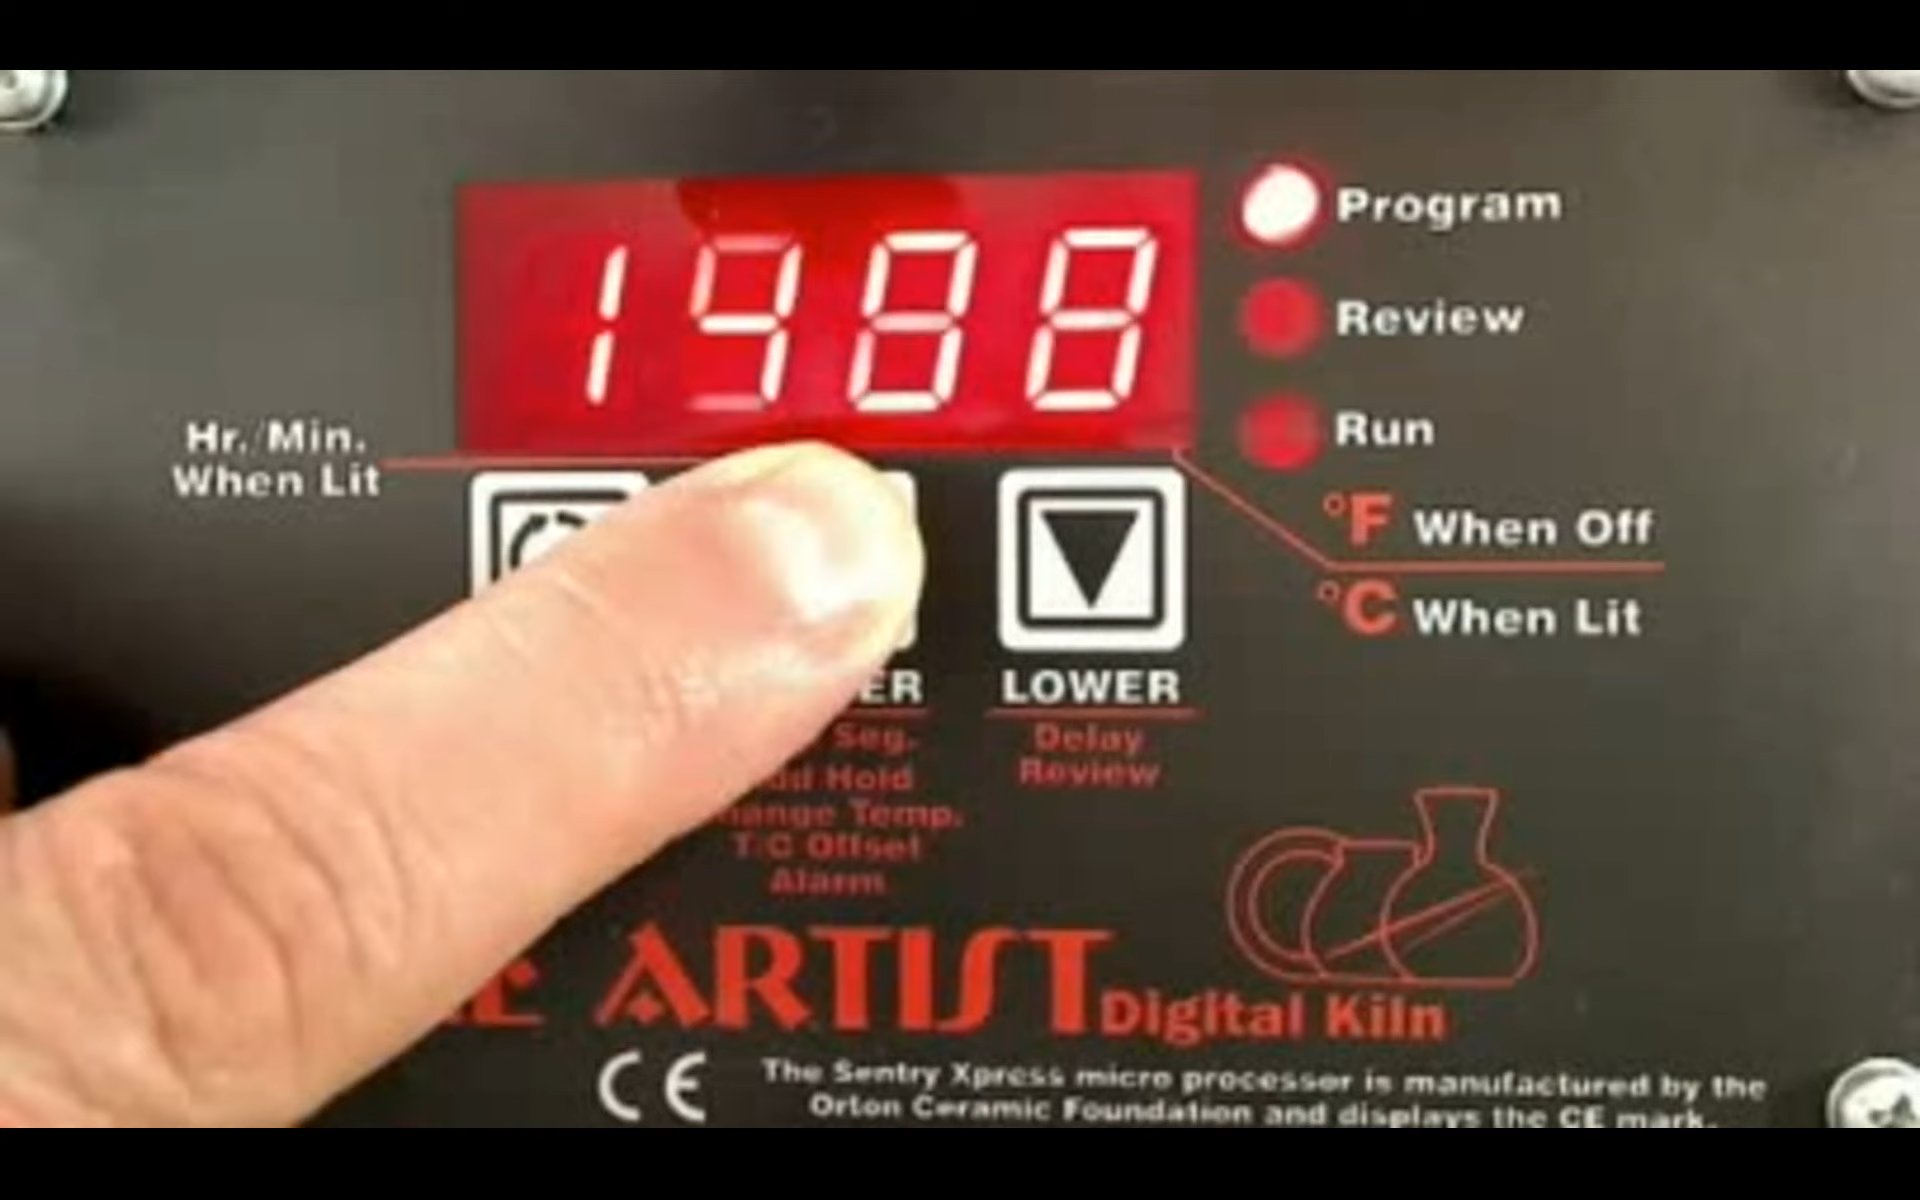 1988
Program
Review
Run
Hr./Min.
When Lit
°F When Off
°C When Lit
ER
LOWER
Seg.
Hold
hange Temp.
T/C Offset
Alarm
Delay
Review
ARTIST Digital Kiln
CE
The Sentry Xpress micro processor is manufactured by the
Orton Ceramic Foundation and displays the CE mark.